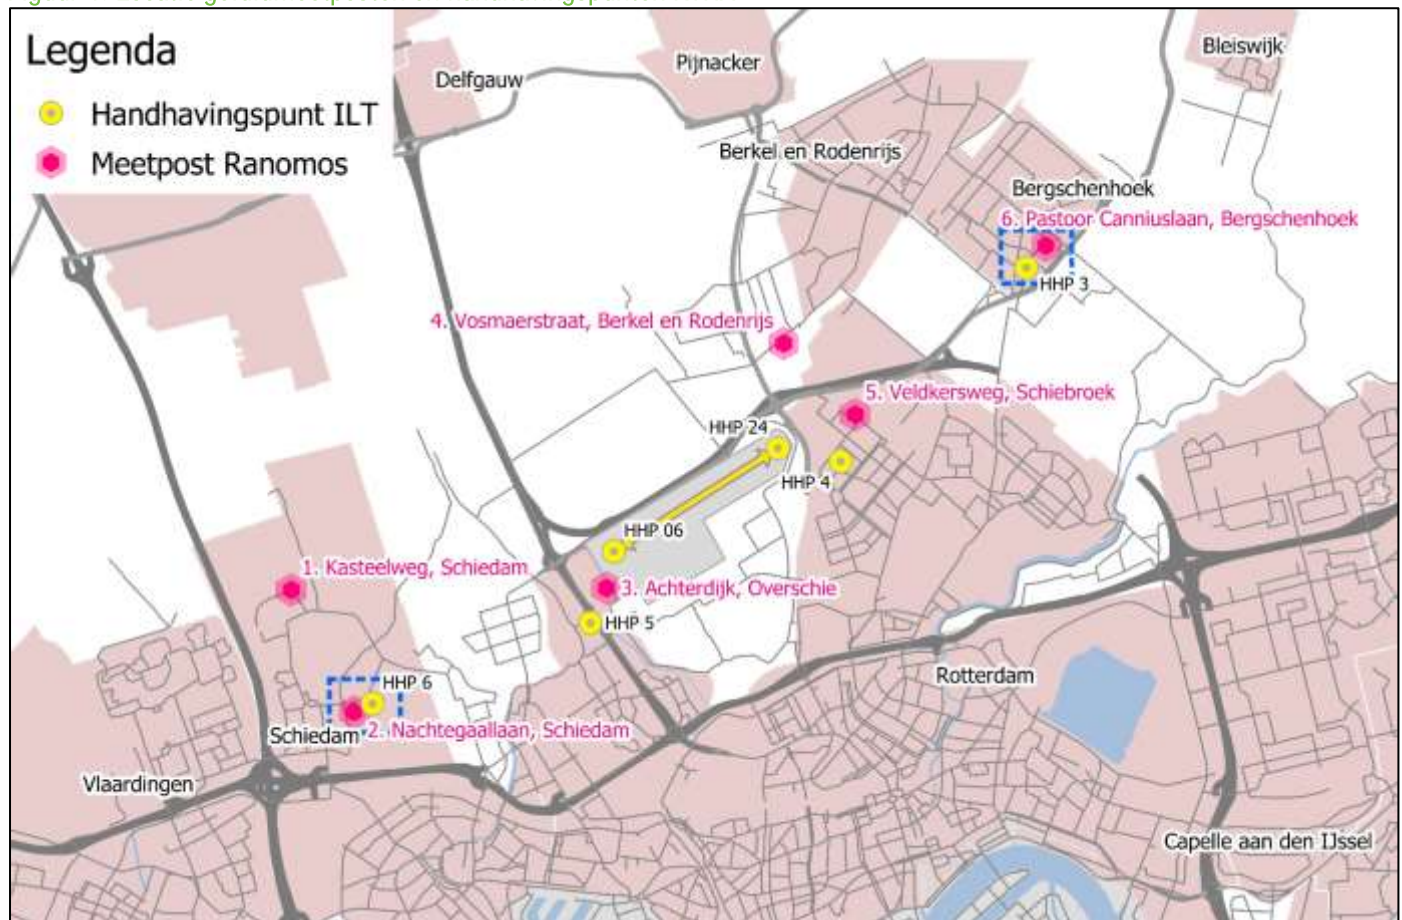 Legenda
Handhavingspunt ILT
Meetpost Ranomos
Delfgauw
Pijnacker
Bleiswijk
Berkel en Rodenrijs
Bergschenhoek
6. Pastoor Canniuslaan, Bergschenhoek
HHP 3
4. Vosmaerstraat, Berkel en Rodenrijs
5. Veldkersweg, Schiebroek
HHP 24
HHP 4
HHP 06
1. Kasteelweg, Schiedam
3. Achterdijk, Overschie
HHP 5
HHP 6
Rotterdam
2. Nachtegaallaan, Schiedam
Schiedam
Vlaardingen
Capelle aan den IJssel